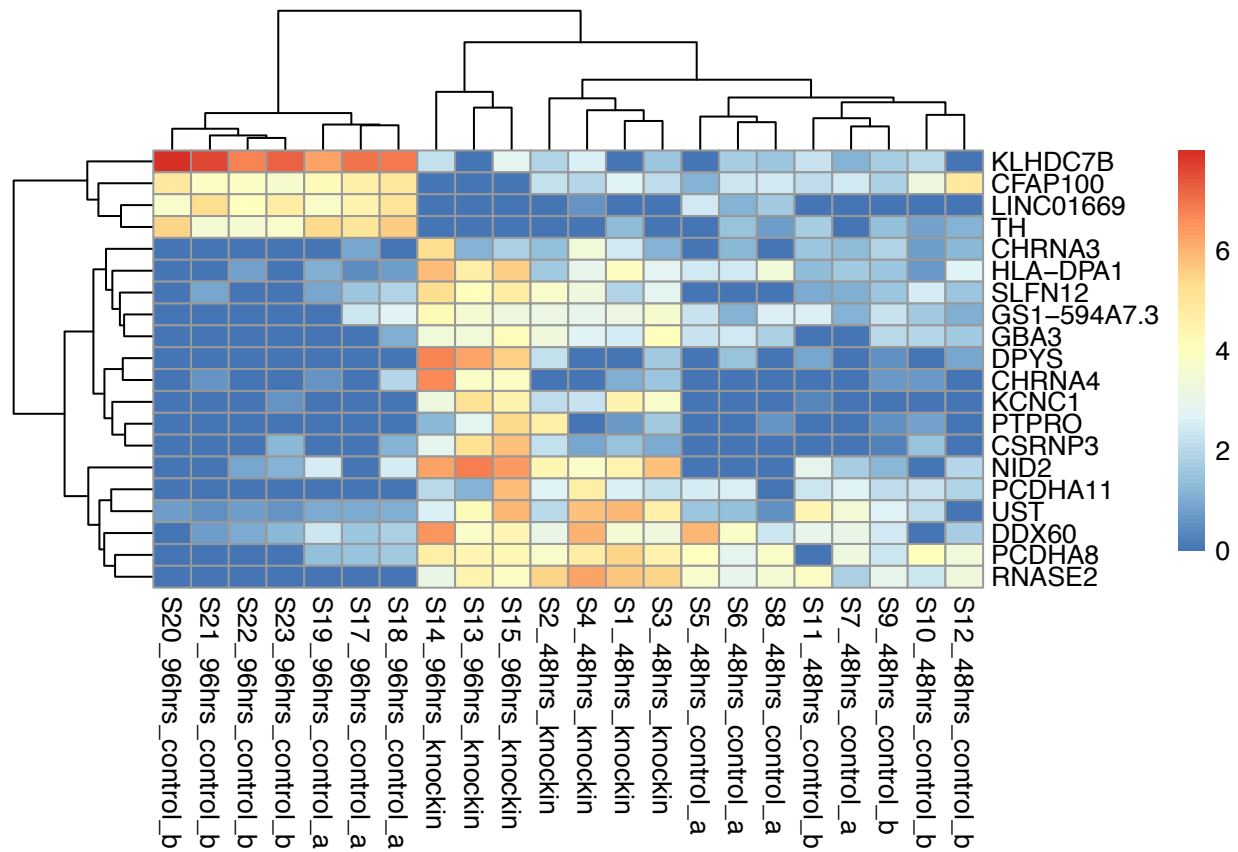 KLHDC7B
CFAP100
LINC01669
TH
CHRNA3
HLA−DPA1
SLFN12
GS1−594A7.3
GBA3
DPYS
CHRNA4
KCNC1
PTPRO
CSRNP3
NID2
PCDHA11
UST
DDX60
PCDHA8
RNASE2
6
4
2
0
S20_96hrs_control_b
S21_96hrs_control_b
S22_96hrs_control_b
S23_96hrs_control_b
S19_96hrs_control_a
S17_96hrs_control_a
S18_96hrs_control_a
S14_96hrs_knockin
S13_96hrs_knockin
S15_96hrs_knockin
S2_48hrs_knockin
S4_48hrs_knockin
S1_48hrs_knockin
S3_48hrs_knockin
S5_48hrs_control_a
S6_48hrs_control_a
S8_48hrs_control_a
S11_48hrs_control_b
S7_48hrs_control_a
S9_48hrs_control_b
S10_48hrs_control_b
S12_48hrs_control_b